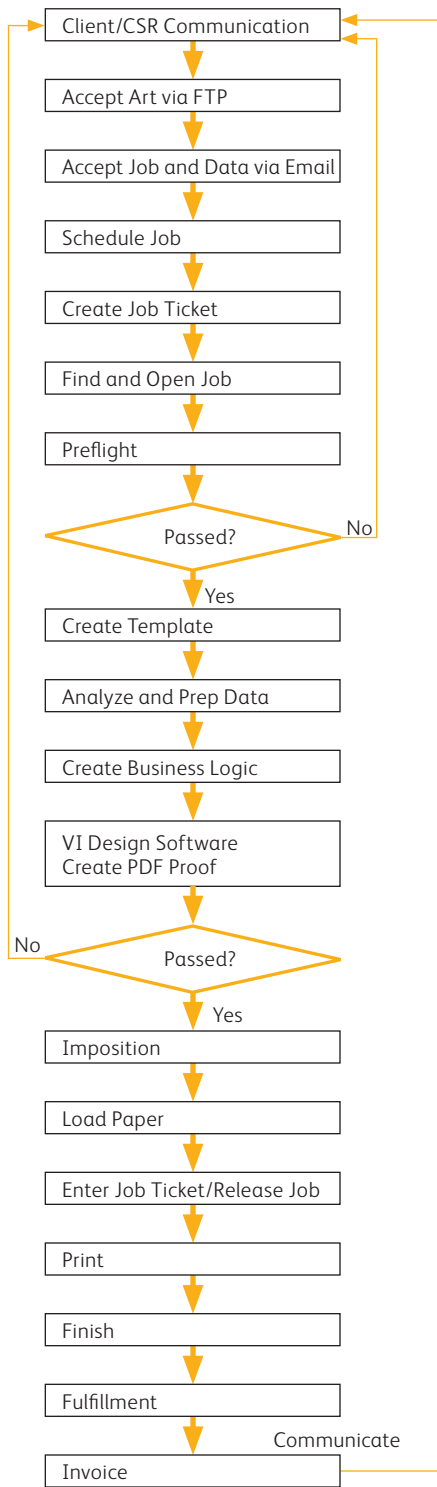 Client/CSR Communication
Accept Art via FTP
Accept Job and Data via Email
Schedule Job
Create Job Ticket
Find and Open Job
Preflight
Passed?
No
Yes
Create Template
Analyze and Prep Data
Create Business Logic
VI Design Software
Create PDF Proof
No
Passed?
Yes
Imposition
Load Paper
Enter Job Ticket/Release Job
Print
Finish
Fulfillment
Communicate
Invoice